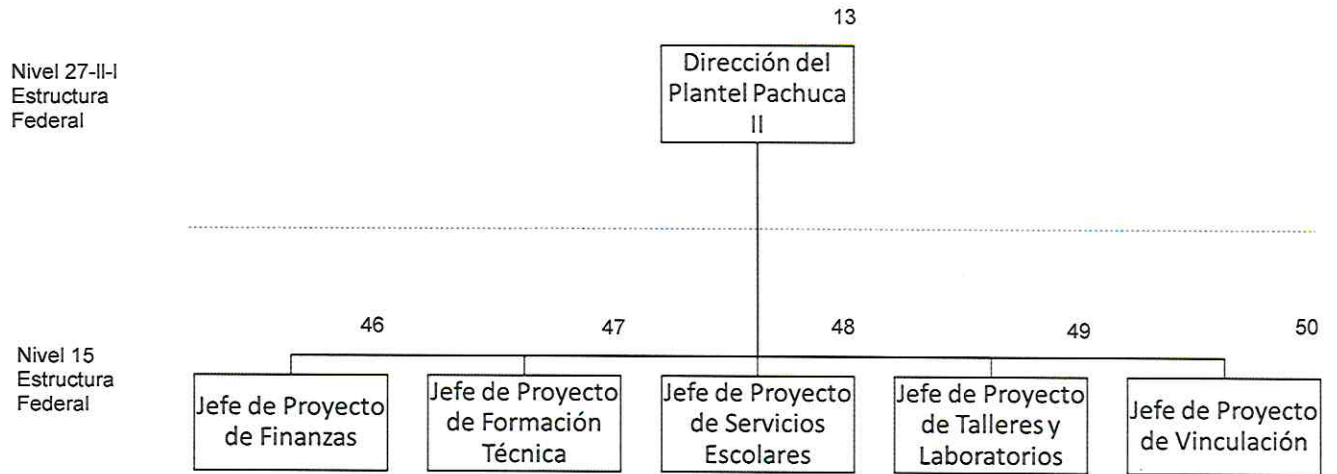 13
Nivel 27-II-I
Estructura
Federal
Dirección del
Plantel Pachuca
II
46
47
48
49
50
Nivel 15
Estructura
Federal
Jefe de Proyecto
de Finanzas
Jefe de Proyecto
de Formación
Técnica
Jefe de Proyecto
de Servicios
Escolares
Jefe de Proyecto
de Talleres y
Laboratorios
Jefe de Proyecto
de Vinculación